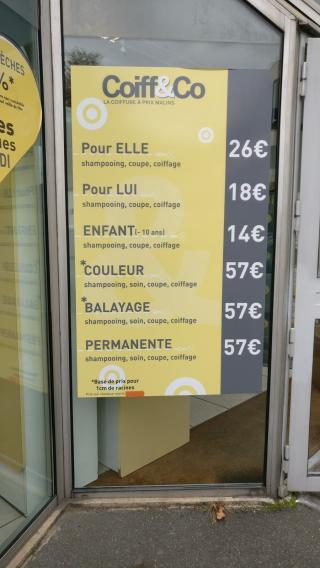 ÈCHES
Coiff&Co
LA COIFFURE À PRIX MALINS
Pour ELLE 26€
shampooing, coupe, coiffage
Pour LUI 18€
shampooing, coupe, coiffage
ENFANT (- 10 ans) 14€
shampooing, coupe, coiffage
*COULEUR 57€
shampooing, soin, coupe, coiffage
*BALAYAGE 57€
shampooing, soin, coupe, coiffage
PERMANENTE 57€
shampooing, soin, coupe, coiffage
*Base de prix pour
1cm de racines